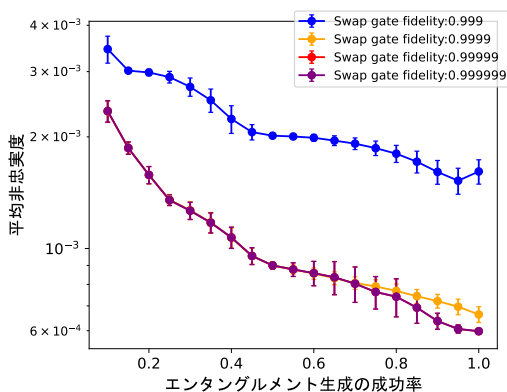 Swap gate fidelity:0.999
Swap gate fidelity:0.9999
Swap gate fidelity:0.99999
Swap gate fidelity:0.999999
平均非忠実度
4 × 10⁻³
3 × 10⁻³
2 × 10⁻³
10⁻³
6 × 10⁻⁴
0.2 0.4 0.6 0.8 1.0
エンタングルメント生成の成功率